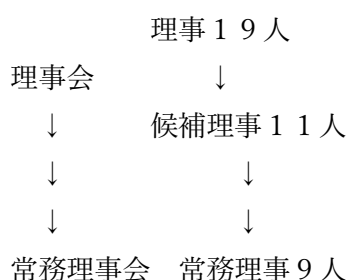 理事１９人
理事会 ↓
↓ 候補理事１１人
↓ ↓
↓ ↓
常務理事会 常務理事９人